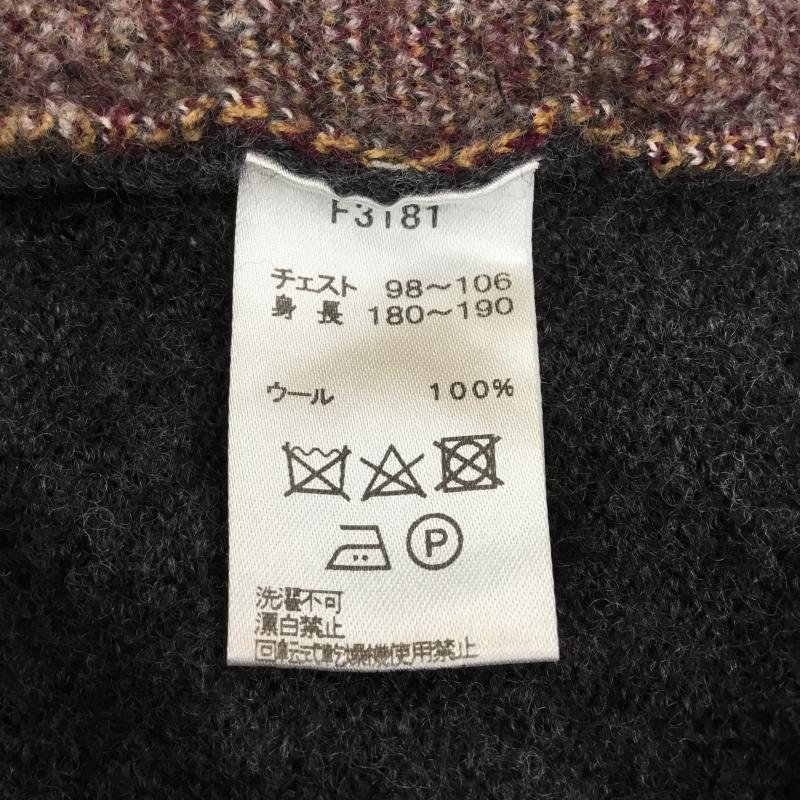 F3181
チェスト 98～106
身長 180～190
ウール 100%
P
洗濯不可
漂白禁止
回転式乾燥機使用禁止